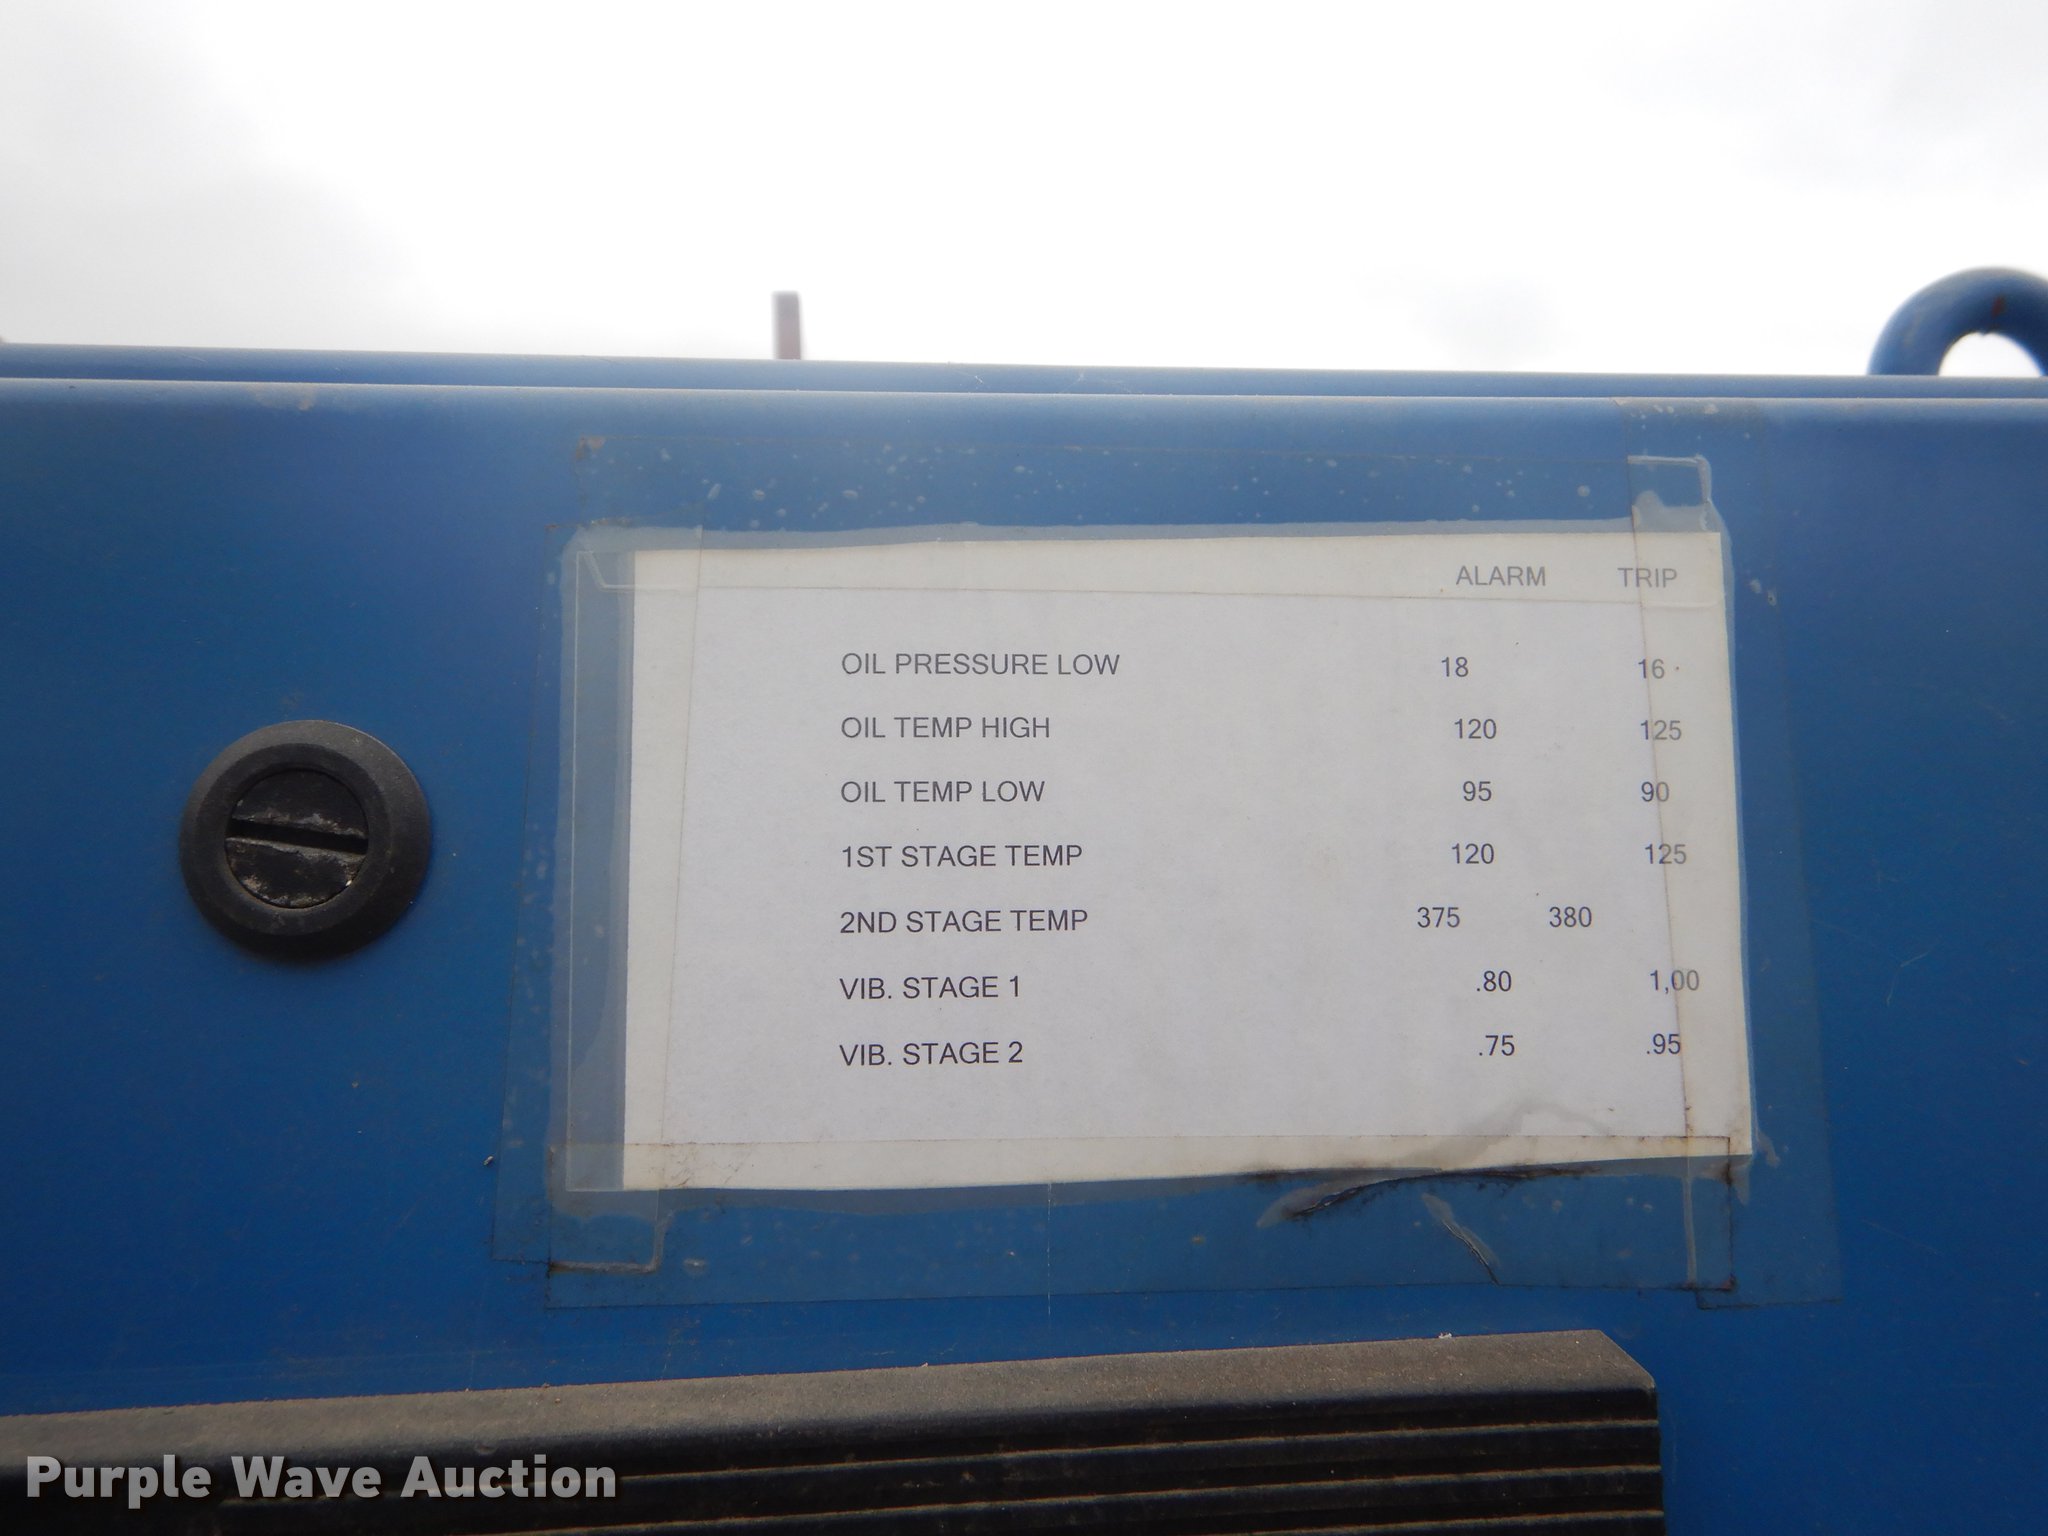 ALARM TRIP
OIL PRESSURE LOW 18 16
OIL TEMP HIGH 120 125
OIL TEMP LOW 95 90
1ST STAGE TEMP 120 125
2ND STAGE TEMP 375 380
VIB. STAGE 1 .80 1,00
VIB. STAGE 2 .75 .95
Purple Wave Auction